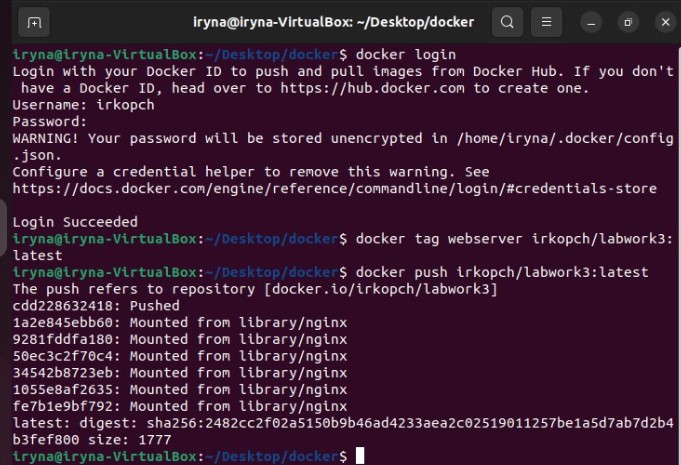 iryna@iryna-VirtualBox: ~/Desktop/docker
iryna@iryna-VirtualBox:~/Desktop/docker$ docker login
Login with your Docker ID to push and pull images from Docker Hub. If you don't
 have a Docker ID, head over to https://hub.docker.com to create one.
Username: irkopch
Password:
WARNING! Your password will be stored unencrypted in /home/iryna/.docker/config
.json.
Configure a credential helper to remove this warning. See
https://docs.docker.com/engine/reference/commandline/login/#credentials-store
Login Succeeded
iryna@iryna-VirtualBox:~/Desktop/docker$ docker tag webserver irkopch/labwork3:
latest
iryna@iryna-VirtualBox:~/Desktop/docker$ docker push irkopch/labwork3:latest
The push refers to repository [docker.io/irkopch/labwork3]
cdd228632418: Pushed
1a2e845ebb60: Mounted from library/nginx
9281fddfa180: Mounted from library/nginx
50ec3c2f70c4: Mounted from library/nginx
34542b8723eb: Mounted from library/nginx
1055e8af2635: Mounted from library/nginx
fe7b1e9bf792: Mounted from library/nginx
latest: digest: sha256:2482cc2f02a5150b9b46ad4233aea2c02519011257be1a5d7ab7d2b4
b3fef800 size: 1777
iryna@iryna-VirtualBox:~/Desktop/docker$